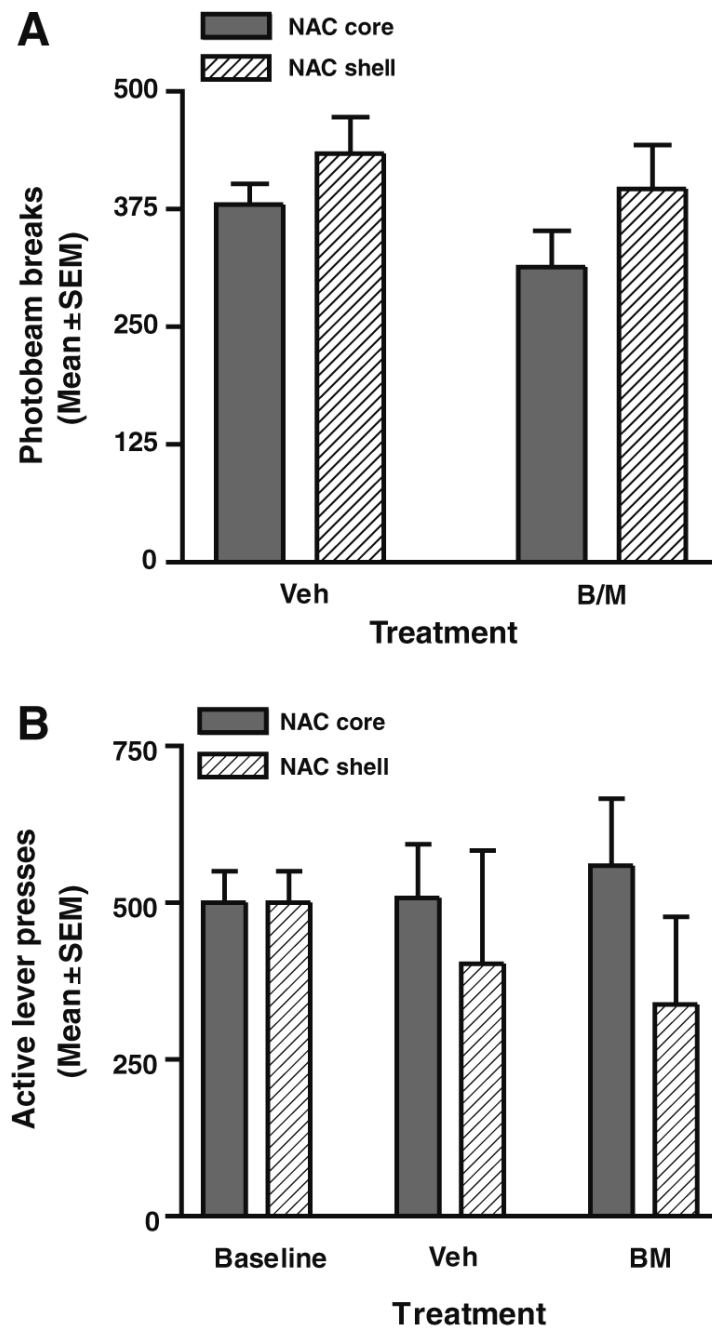 A
NAC core
NAC shell
Photobeam breaks
(Mean±SEM)
500
375
250
125
0
Veh
B/M
Treatment
B
NAC core
NAC shell
Active lever presses
(Mean±SEM)
750
500
250
0
Baseline
Veh
BM
Treatment